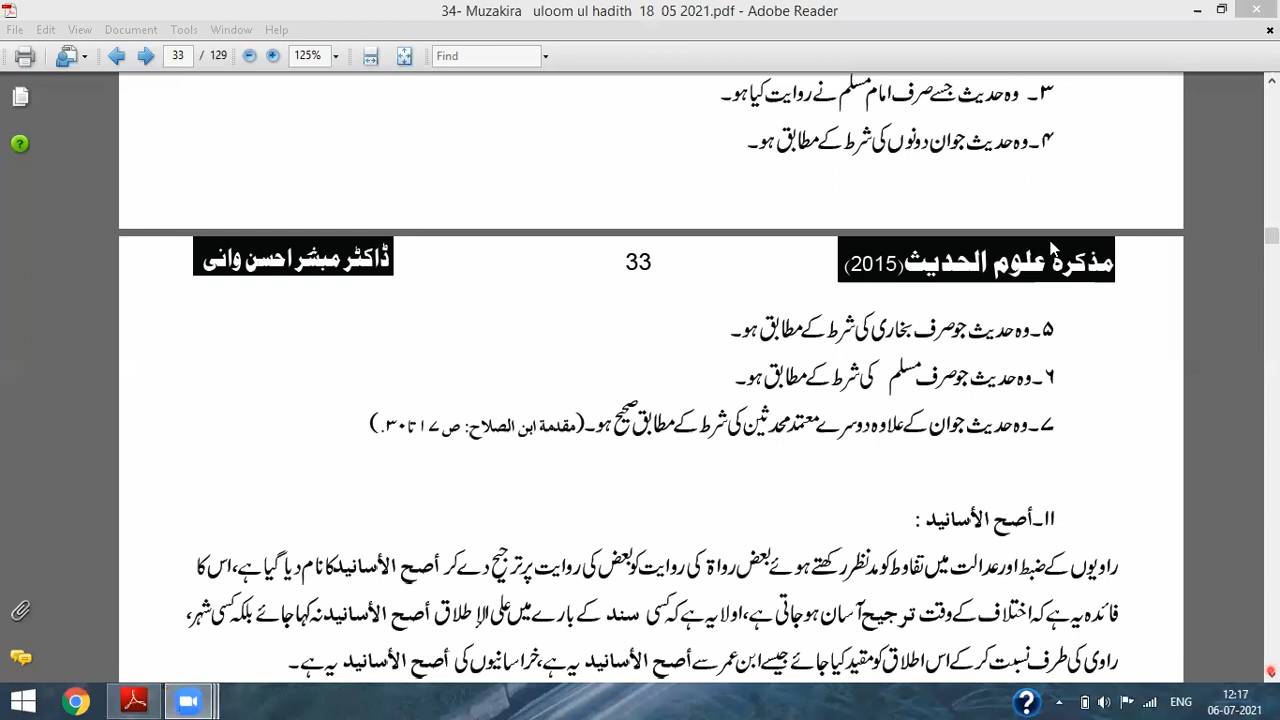 34- Muzakira uloom ul hadith 18 05 2021.pdf - Adobe Reader
File Edit View Document Tools Window Help
33 / 129 125% Find
۳۔ وہ حدیث جسے صرف امام مسلم نے روایت کیا ہو۔
۴۔ وہ حدیث جو ان دونوں کی شرط کے مطابق ہو۔
مذکرۃ علوم الحدیث (2015) 33 ڈاکٹر مبشر احسن وانی
۵۔ وہ حدیث جو صرف بخاری کی شرط کے مطابق ہو۔
۶۔ وہ حدیث جو صرف مسلم کی شرط کے مطابق ہو۔
۷۔ وہ حدیث جو ان کے علاوہ دوسرے معتمد محدثین کی شرط کے مطابق صحیح ہو۔ (مقدمة ابن الصلاح: ص ۱۷ تا ۳۰.)
۱۱۔ أصح الأسانید :
راویوں کے ضبط اور عدالت میں تفاوط کو مدنظر رکھتے ہوئے بعض رواۃ کی روایت کو بعض کی روایت پر ترجیح دے کر أصح الأسانید کا نام دیا گیا ہے، اس کا
فائدہ یہ ہے کہ اختلاف کے وقت ترجیح آسان ہو جاتی ہے، اولا یہ ہے کہ کسی سند کے بارے میں علی الإطلاق أصح الأسانید نہ کہا جائے بلکہ کسی شہر،
راوی کی طرف نسبت کر کے اس اطلاق کو مقید کیا جائے جیسے ابن عمر سے أصح الأسانید یہ ہے، خراسانیوں کی أصح الأسانید یہ ہے۔
ENG 12:17
06-07-2021